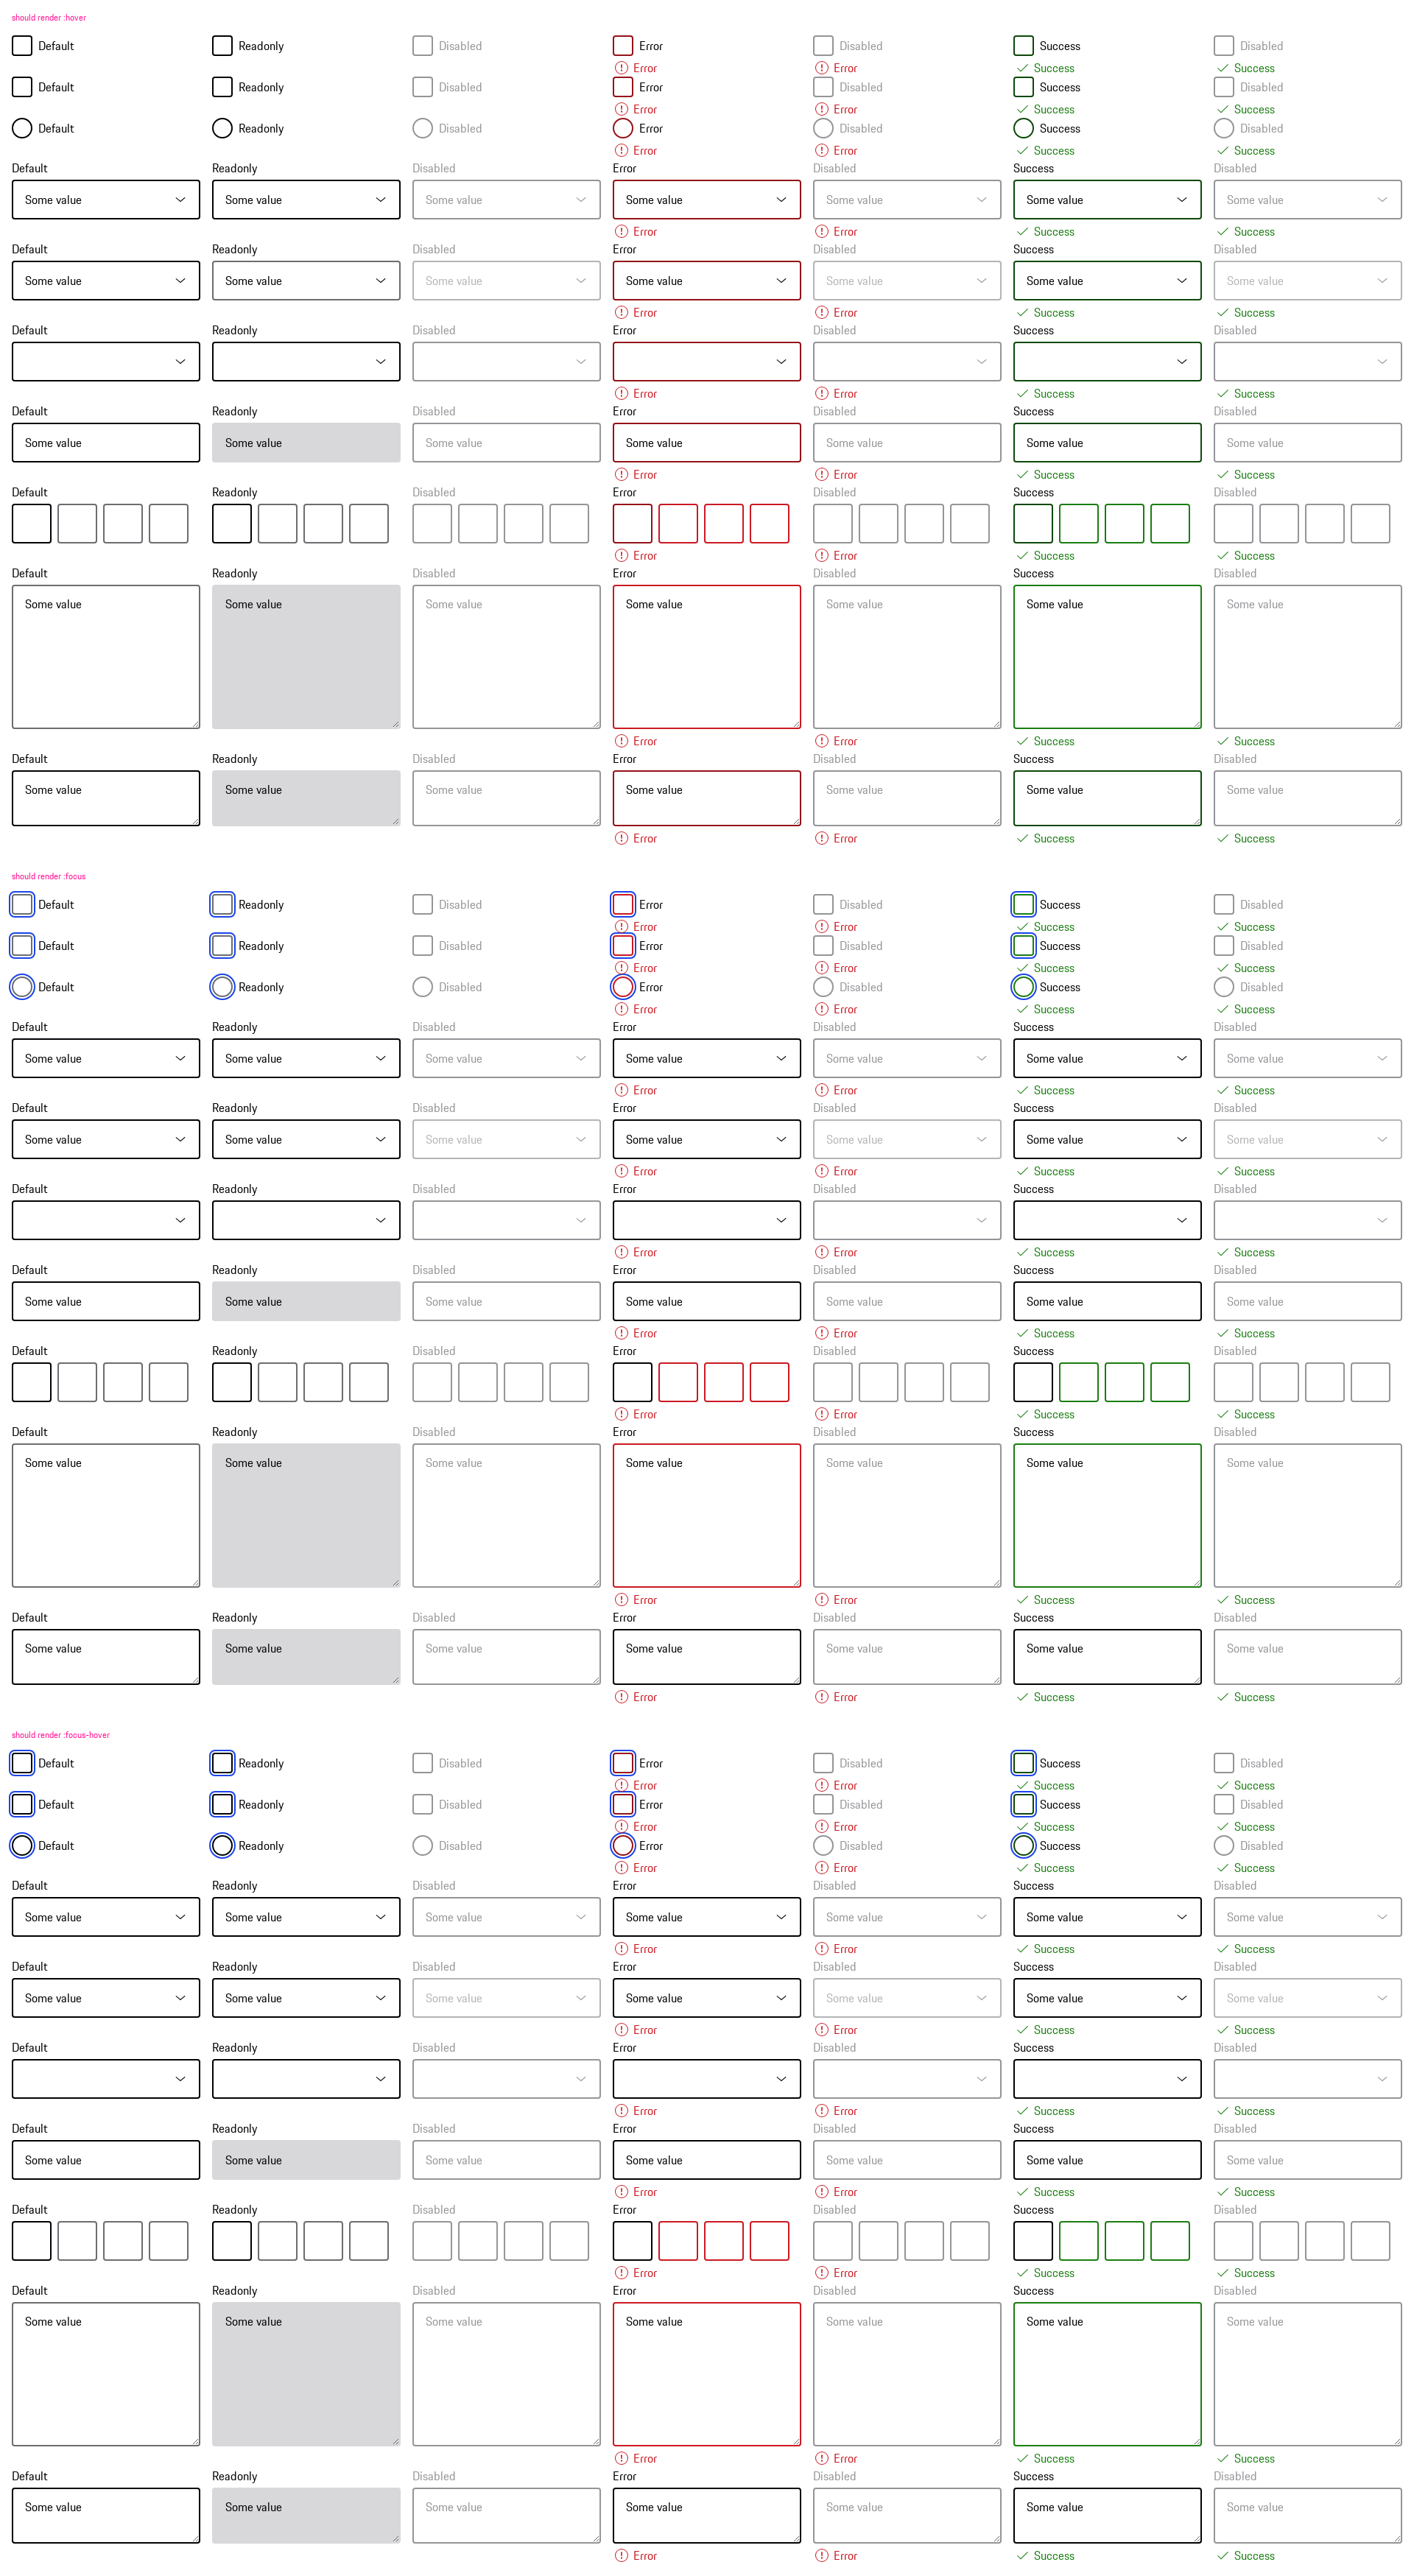 should render :hover
Default Readonly Disabled Error Disabled Success Disabled
Error Error Success Success
Default Readonly Disabled Error Disabled Success Disabled
Error Error Success Success
Default Readonly Disabled Error Disabled Success Disabled
Error Error Success Success
Default Readonly Disabled Error Disabled Success Disabled
Some value Some value Some value Some value Some value Some value Some value
Error Error Success Success
Default Readonly Disabled Error Disabled Success Disabled
Some value Some value Some value Some value Some value Some value Some value
Error Error Success Success
Default Readonly Disabled Error Disabled Success Disabled
Error Error Success Success
Default Readonly Disabled Error Disabled Success Disabled
Some value Some value Some value Some value Some value Some value Some value
Error Error Success Success
Default Readonly Disabled Error Disabled Success Disabled
Error Error Success Success
Default Readonly Disabled Error Disabled Success Disabled
Some value Some value Some value Some value Some value Some value Some value
Error Error Success Success
Default Readonly Disabled Error Disabled Success Disabled
Some value Some value Some value Some value Some value Some value Some value
Error Error Success Success
should render :focus
Default Readonly Disabled Error Disabled Success Disabled
Error Error Success Success
Default Readonly Disabled Error Disabled Success Disabled
Error Error Success Success
Default Readonly Disabled Error Disabled Success Disabled
Error Error Success Success
Default Readonly Disabled Error Disabled Success Disabled
Some value Some value Some value Some value Some value Some value Some value
Error Error Success Success
Default Readonly Disabled Error Disabled Success Disabled
Some value Some value Some value Some value Some value Some value Some value
Error Error Success Success
Default Readonly Disabled Error Disabled Success Disabled
Error Error Success Success
Default Readonly Disabled Error Disabled Success Disabled
Some value Some value Some value Some value Some value Some value Some value
Error Error Success Success
Default Readonly Disabled Error Disabled Success Disabled
Error Error Success Success
Default Readonly Disabled Error Disabled Success Disabled
Some value Some value Some value Some value Some value Some value Some value
Error Error Success Success
Default Readonly Disabled Error Disabled Success Disabled
Some value Some value Some value Some value Some value Some value Some value
Error Error Success Success
should render :focus-hover
Default Readonly Disabled Error Disabled Success Disabled
Error Error Success Success
Default Readonly Disabled Error Disabled Success Disabled
Error Error Success Success
Default Readonly Disabled Error Disabled Success Disabled
Error Error Success Success
Default Readonly Disabled Error Disabled Success Disabled
Some value Some value Some value Some value Some value Some value Some value
Error Error Success Success
Default Readonly Disabled Error Disabled Success Disabled
Some value Some value Some value Some value Some value Some value Some value
Error Error Success Success
Default Readonly Disabled Error Disabled Success Disabled
Error Error Success Success
Default Readonly Disabled Error Disabled Success Disabled
Some value Some value Some value Some value Some value Some value Some value
Error Error Success Success
Default Readonly Disabled Error Disabled Success Disabled
Error Error Success Success
Default Readonly Disabled Error Disabled Success Disabled
Some value Some value Some value Some value Some value Some value Some value
Error Error Success Success
Default Readonly Disabled Error Disabled Success Disabled
Some value Some value Some value Some value Some value Some value Some value
Error Error Success Success